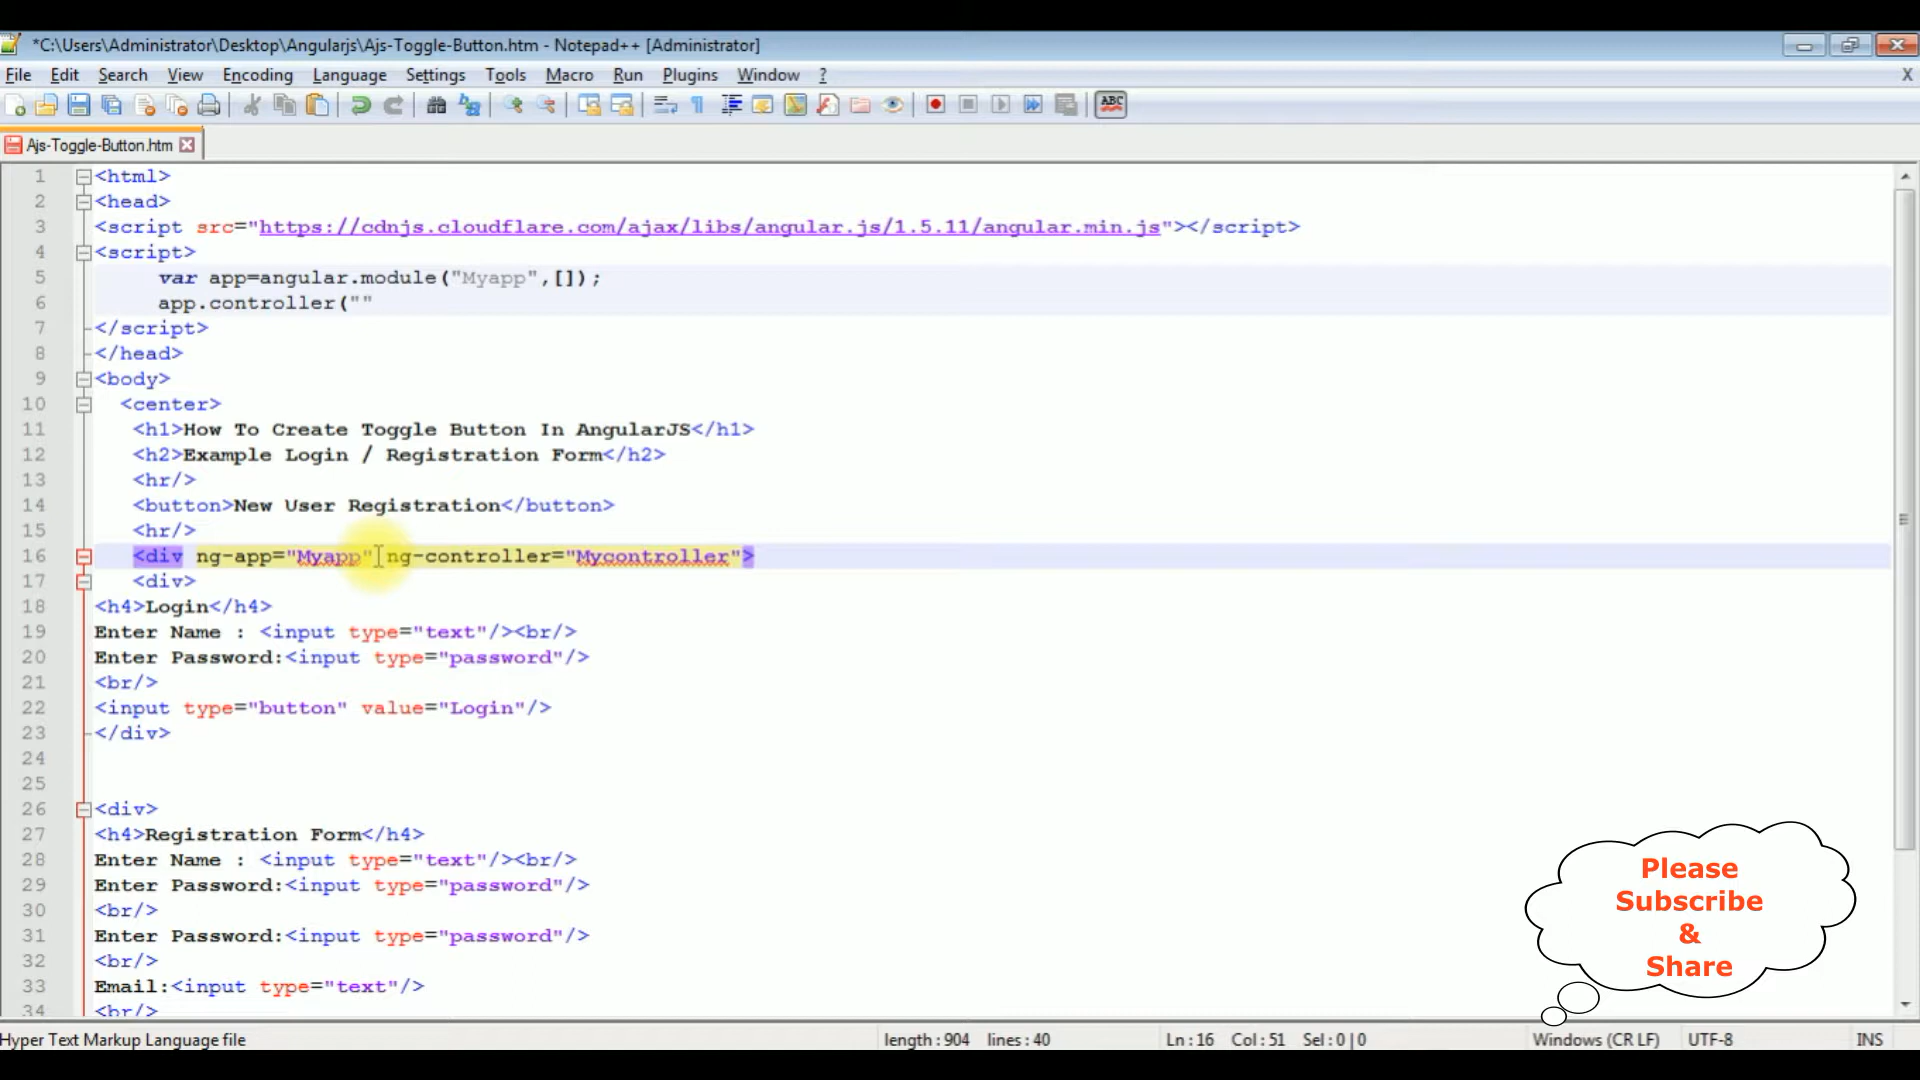 *C:\Users\Administrator\Desktop\Angularjs\Ajs-Toggle-Button.htm - Notepad++ [Administrator]
File Edit Search View Encoding Language Settings Tools Macro Run Plugins Window ? X
ABC
Ajs-Toggle-Button.htm
1 <html>
2 <head>
3 <script src="https://cdnjs.cloudflare.com/ajax/libs/angular.js/1.5.11/angular.min.js"></script>
4 <script>
5 var app=angular.module("Myapp",[]);
6 app.controller(""
7 </script>
8 </head>
9 <body>
10 <center>
11 <h1>How To Create Toggle Button In AngularJS</h1>
12 <h2>Example Login / Registration Form</h2>
13 <hr/>
14 <button>New User Registration</button>
15 <hr/>
16 <div ng-app="Myapp" ng-controller="Mycontroller">
17 <div>
18 <h4>Login</h4>
19 Enter Name : <input type="text"/><br/>
20 Enter Password:<input type="password"/>
21 <br/>
22 <input type="button" value="Login"/>
23 </div>
24
25
26 <div>
27 <h4>Registration Form</h4>
28 Enter Name : <input type="text"/><br/>
29 Enter Password:<input type="password"/>
30 <br/>
31 Enter Password:<input type="password"/>
32 <br/>
33 Email:<input type="text"/>
34 <br/>
Please
Subscribe
&
Share
Hyper Text Markup Language file length : 904 lines : 40 Ln : 16 Col : 51 Sel : 0 | 0 Windows (CR LF) UTF-8 INS